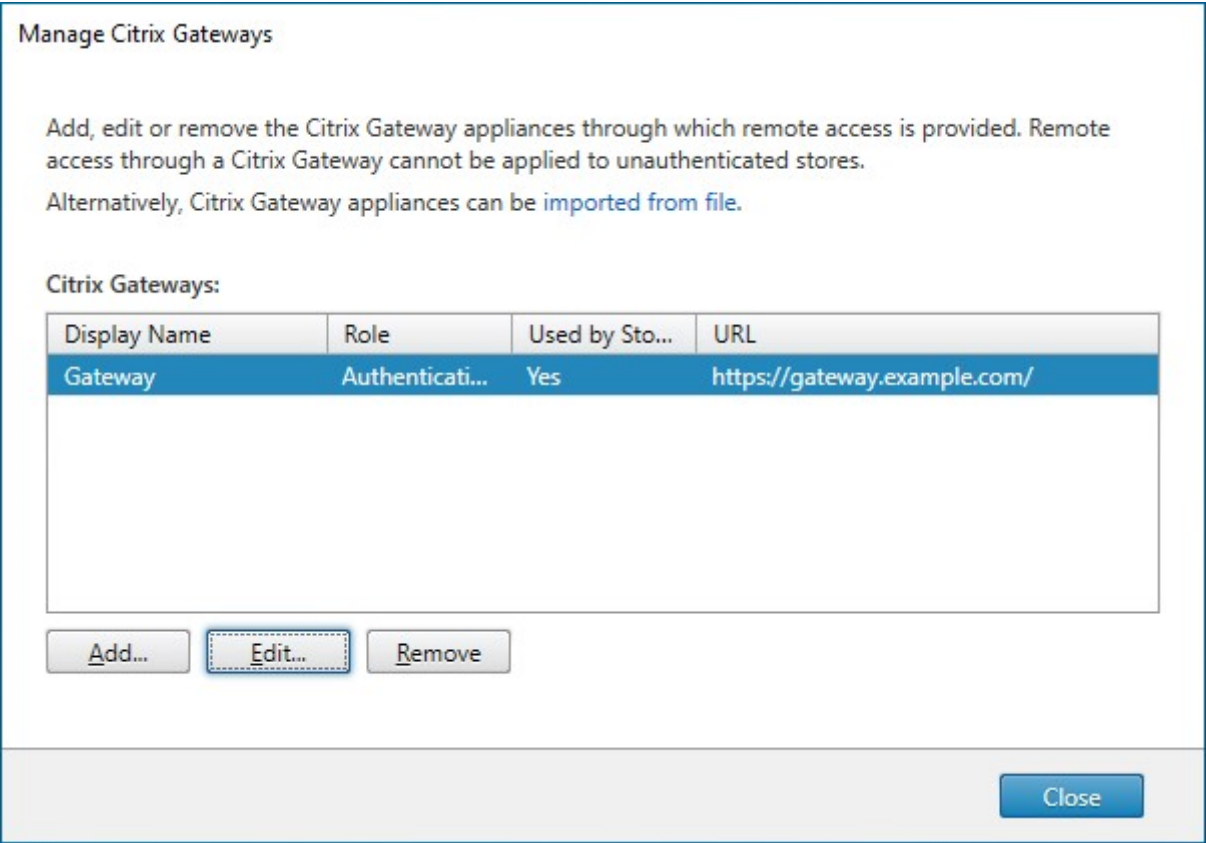 Manage Citrix Gateways
Add, edit or remove the Citrix Gateway appliances through which remote access is provided. Remote
access through a Citrix Gateway cannot be applied to unauthenticated stores.
Alternatively, Citrix Gateway appliances can be imported from file.
Citrix Gateways:
Display Name Role Used by Sto... URL
Gateway Authenticati... Yes https://gateway.example.com/
Add... Edit... Remove
Close